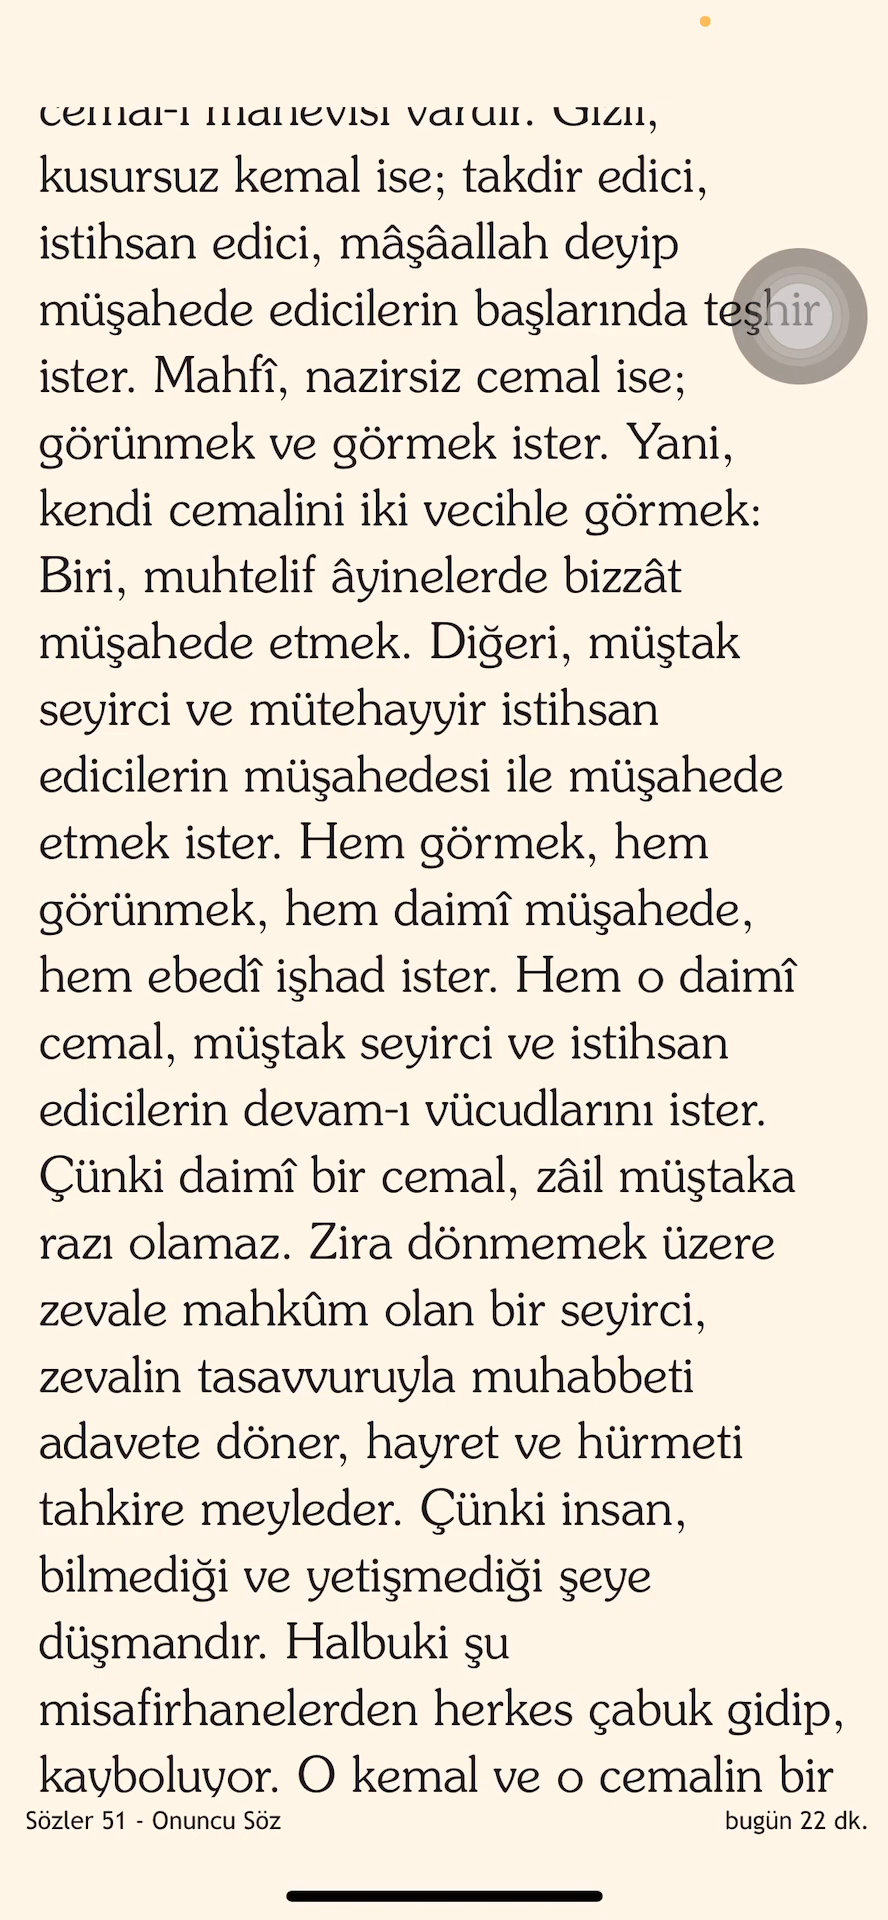 cemal-i manevîsi vardır. Gizli,
kusursuz kemal ise; takdir edici,
istihsan edici, mâşâallah deyip
müşahede edicilerin başlarında teşhir
ister. Mahfî, nazirsiz cemal ise;
görünmek ve görmek ister. Yani,
kendi cemalini iki vecihle görmek:
Biri, muhtelif âyinelerde bizzât
müşahede etmek. Diğeri, müştak
seyirci ve mütehayyir istihsan
edicilerin müşahedesi ile müşahede
etmek ister. Hem görmek, hem
görünmek, hem daimî müşahede,
hem ebedî işhad ister. Hem o daimî
cemal, müştak seyirci ve istihsan
edicilerin devam-ı vücudlarını ister.
Çünki daimî bir cemal, zâil müştaka
razı olamaz. Zira dönmemek üzere
zevale mahkûm olan bir seyirci,
zevalin tasavvuruyla muhabbeti
adavete döner, hayret ve hürmeti
tahkire meyleder. Çünki insan,
bilmediği ve yetişmediği şeye
düşmandır. Halbuki şu
misafirhanelerden herkes çabuk gidip,
kayboluyor. O kemal ve o cemalin bir
Sözler 51 - Onuncu Söz
bugün 22 dk.